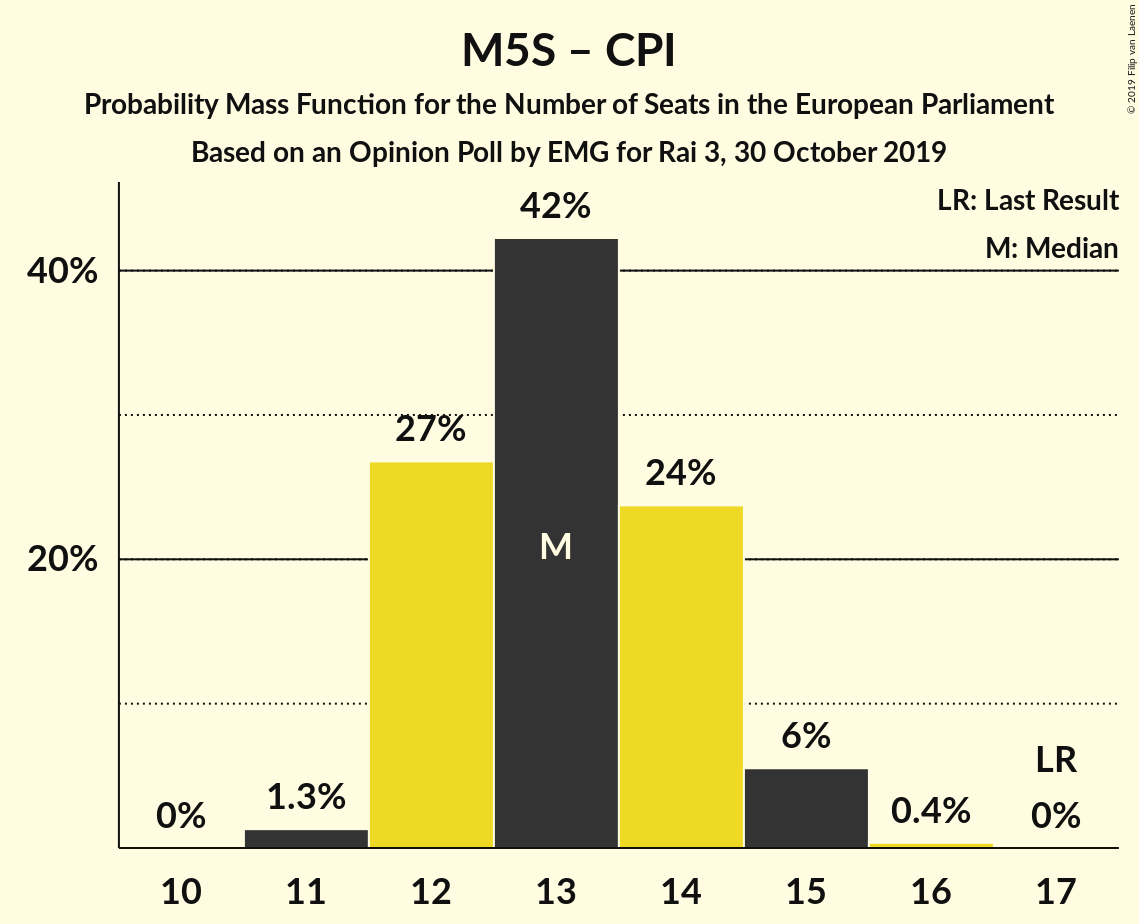 M5S – CPI
Probability Mass Function for the Number of Seats in the European Parliament
Based on an Opinion Poll by EMG for Rai 3, 30 October 2019
© 2019 Filip van Laenen
LR: Last Result
M: Median
40%
20%
0%
1.3%
27%
42%
M
24%
6%
0.4%
LR
0%
10 11 12 13 14 15 16 17